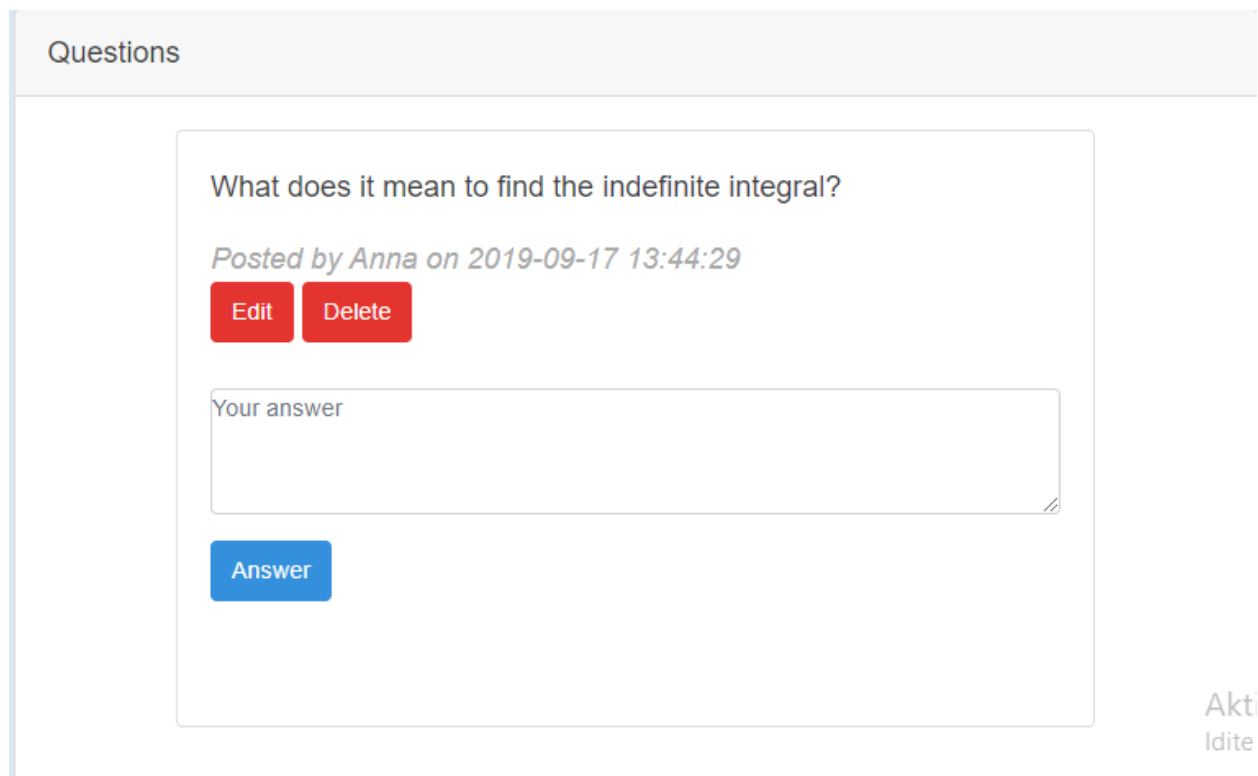 Questions
What does it mean to find the indefinite integral?
Posted by Anna on 2019-09-17 13:44:29
Edit Delete
Your answer
Answer
Akti
Idite